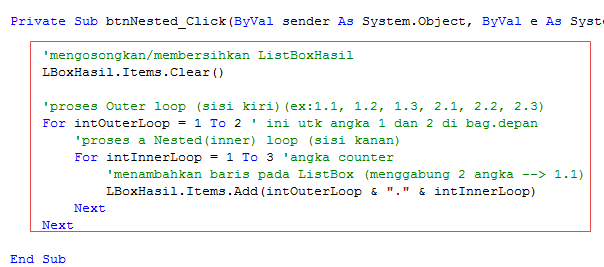 Private Sub btnNested_Click(ByVal sender As System.Object, ByVal e As Syst
'mengosongkan/membersihkan ListBoxHasil
LBoxHasil.Items.Clear()
'proses Outer loop (sisi kiri)(ex:1.1, 1.2, 1.3, 2.1, 2.2, 2.3)
For intOuterLoop = 1 To 2 ' ini utk angka 1 dan 2 di bag.depan
'proses a Nested(inner) loop (sisi kanan)
For intInnerLoop = 1 To 3 'angka counter
'menambahkan baris pada ListBox (menggabung 2 angka --> 1.1)
LBoxHasil.Items.Add(intOuterLoop & "." & intInnerLoop)
Next
Next
End Sub